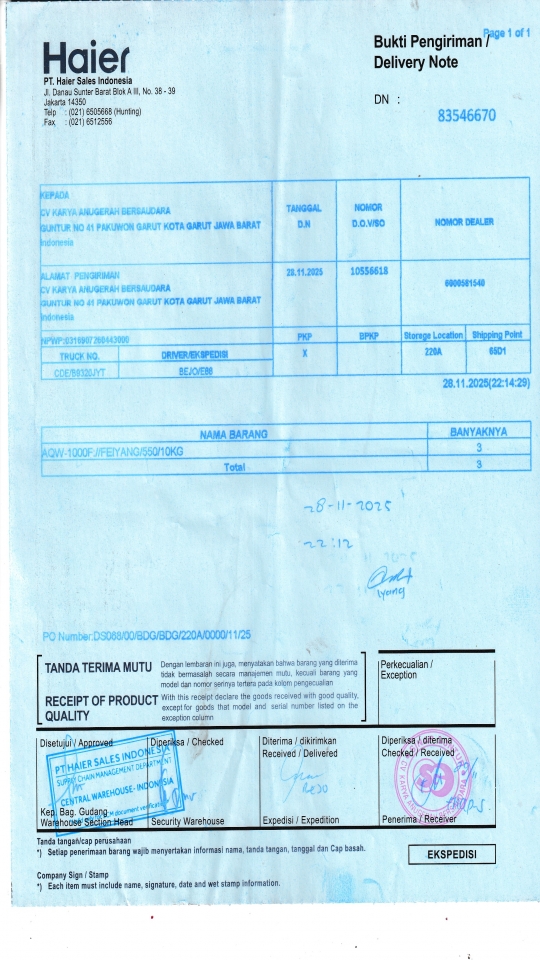 Page 1 of 1
Haier
PT. Haier Sales Indonesia
Jl. Danau Sunter Barat Blok A III, No. 38 - 39
Jakarta 14350
Telp : (021) 6505668 (Hunting)
Fax : (021) 6512556
Bukti Pengiriman /
Delivery Note
DN :
83546670
KEPADA
CV KARYA ANUGERAH BERSAUDARA
GUNTUR NO 41 PAKUWON GARUT KOTA GARUT JAWA BARAT
Indonesia
TANGGAL
D.N
NOMOR
D.O.V/SO
NOMOR DEALER
ALAMAT PENGIRIMAN
CV KARYA ANUGERAH BERSAUDARA
GUNTUR NO 41 PAKUWON GARUT KOTA GARUT JAWA BARAT
Indonesia
28.11.2025
10556618
PKP
BPKP
Storage Location
Shipping Point
TRUCK NO.
DRIVER/EKSPEDISI
X
220A
65D1
BEJO/E86
28.11.2025(22:14:29)
NAMA BARANG
BANYAKNYA
AQW-1000FJ/FEIYANG/550/10KG
3
Total
3
28-11-2025
22:12
Iyang
PO Number:DS068/00/BDG/BDG/220A/0000/11/25
TANDA TERIMA MUTU
Dengan lembaran ini juga, menyatakan bahwa barang yang diterima
tidak bermasalah secara manajemen mutu, kecuali barang yang
model dan nomor serinya tertera pada kolom pengecualian
RECEIPT OF PRODUCT
QUALITY
With this receipt declare the goods received with good quality,
except for goods that model and serial number listed on the
exception column
Perkecualian /
Exception
Disetujui / Approved
Diperiksa / Checked
Diterima / dikirimkan
Received / Delivered
Diperiksa / diterima
Checked / Received
PT HAIER SALES INDONESIA
SUPPLY CHAIN MANAGEMENT DEPARTMENT
CENTRAL WAREHOUSE- INDONESIA
document verification
BeJO
Kep. Bag. Gudang
Warehouse Section Head
Security Warehouse
Expedisi / Expedition
Penerima / Receiver
Tanda tangan/cap perusahaan
*) Setiap penerimaan barang wajib menyertakan informasi nama, tanda tangan, tanggal dan Cap basah.
EKSPEDISI
Company Sign / Stamp
*) Each item must include name, signature, date and wet stamp information.